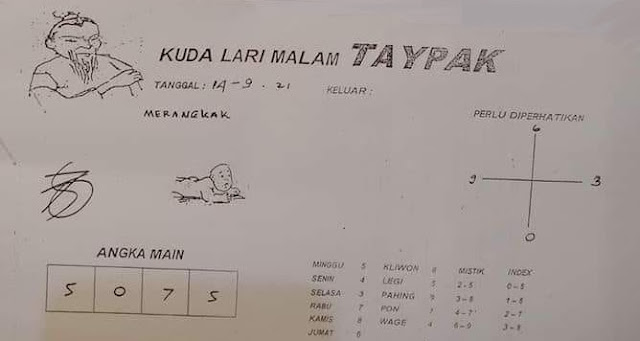 KUDA LARI MALAM TAYPAK
TANGGAL : 14-9.21 KELUAR :
MERANGKAK
PERLU DIPERHATIKAN
6
9 3
0
ANGKA MAIN
5 0 7 5
MINGGU 5 KLIWON 8 MISTIK INDEX
SENIN 4 LEGI 5 2-5 0-5
SELASA 3 PAHING 9 3-8 1-6
RABU 7 PON 7 4-7 2-7
KAMIS 8 WAGE 4 6-9 3-8
JUMAT 6